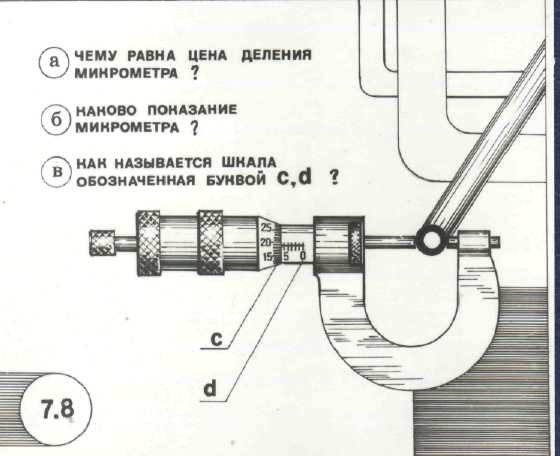 а ЧЕМУ РАВНА ЦЕНА ДЕЛЕНИЯ
МИКРОМЕТРА ?
б КАКОВО ПОКАЗАНИЕ
МИКРОМЕТРА ?
в КАК НАЗЫВАЕТСЯ ШКАЛА
ОБОЗНАЧЕННАЯ БУКВОЙ c,d ?
25
20
15 5 0
c
d
7.8